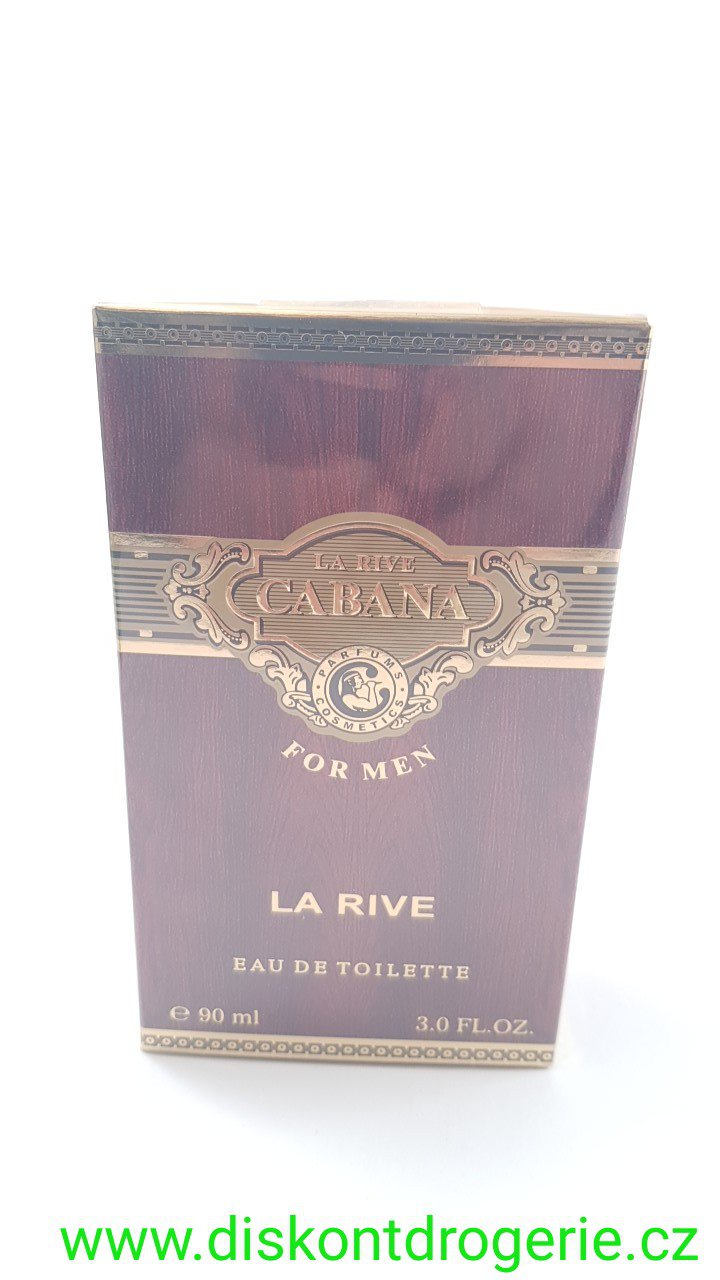 LA RIVE
CABANA
PARFUMS
COSMETICS
FOR MEN
LA RIVE
EAU DE TOILETTE
℮ 90 ml
3.0 FL.OZ.
www.diskontdrogerie.cz